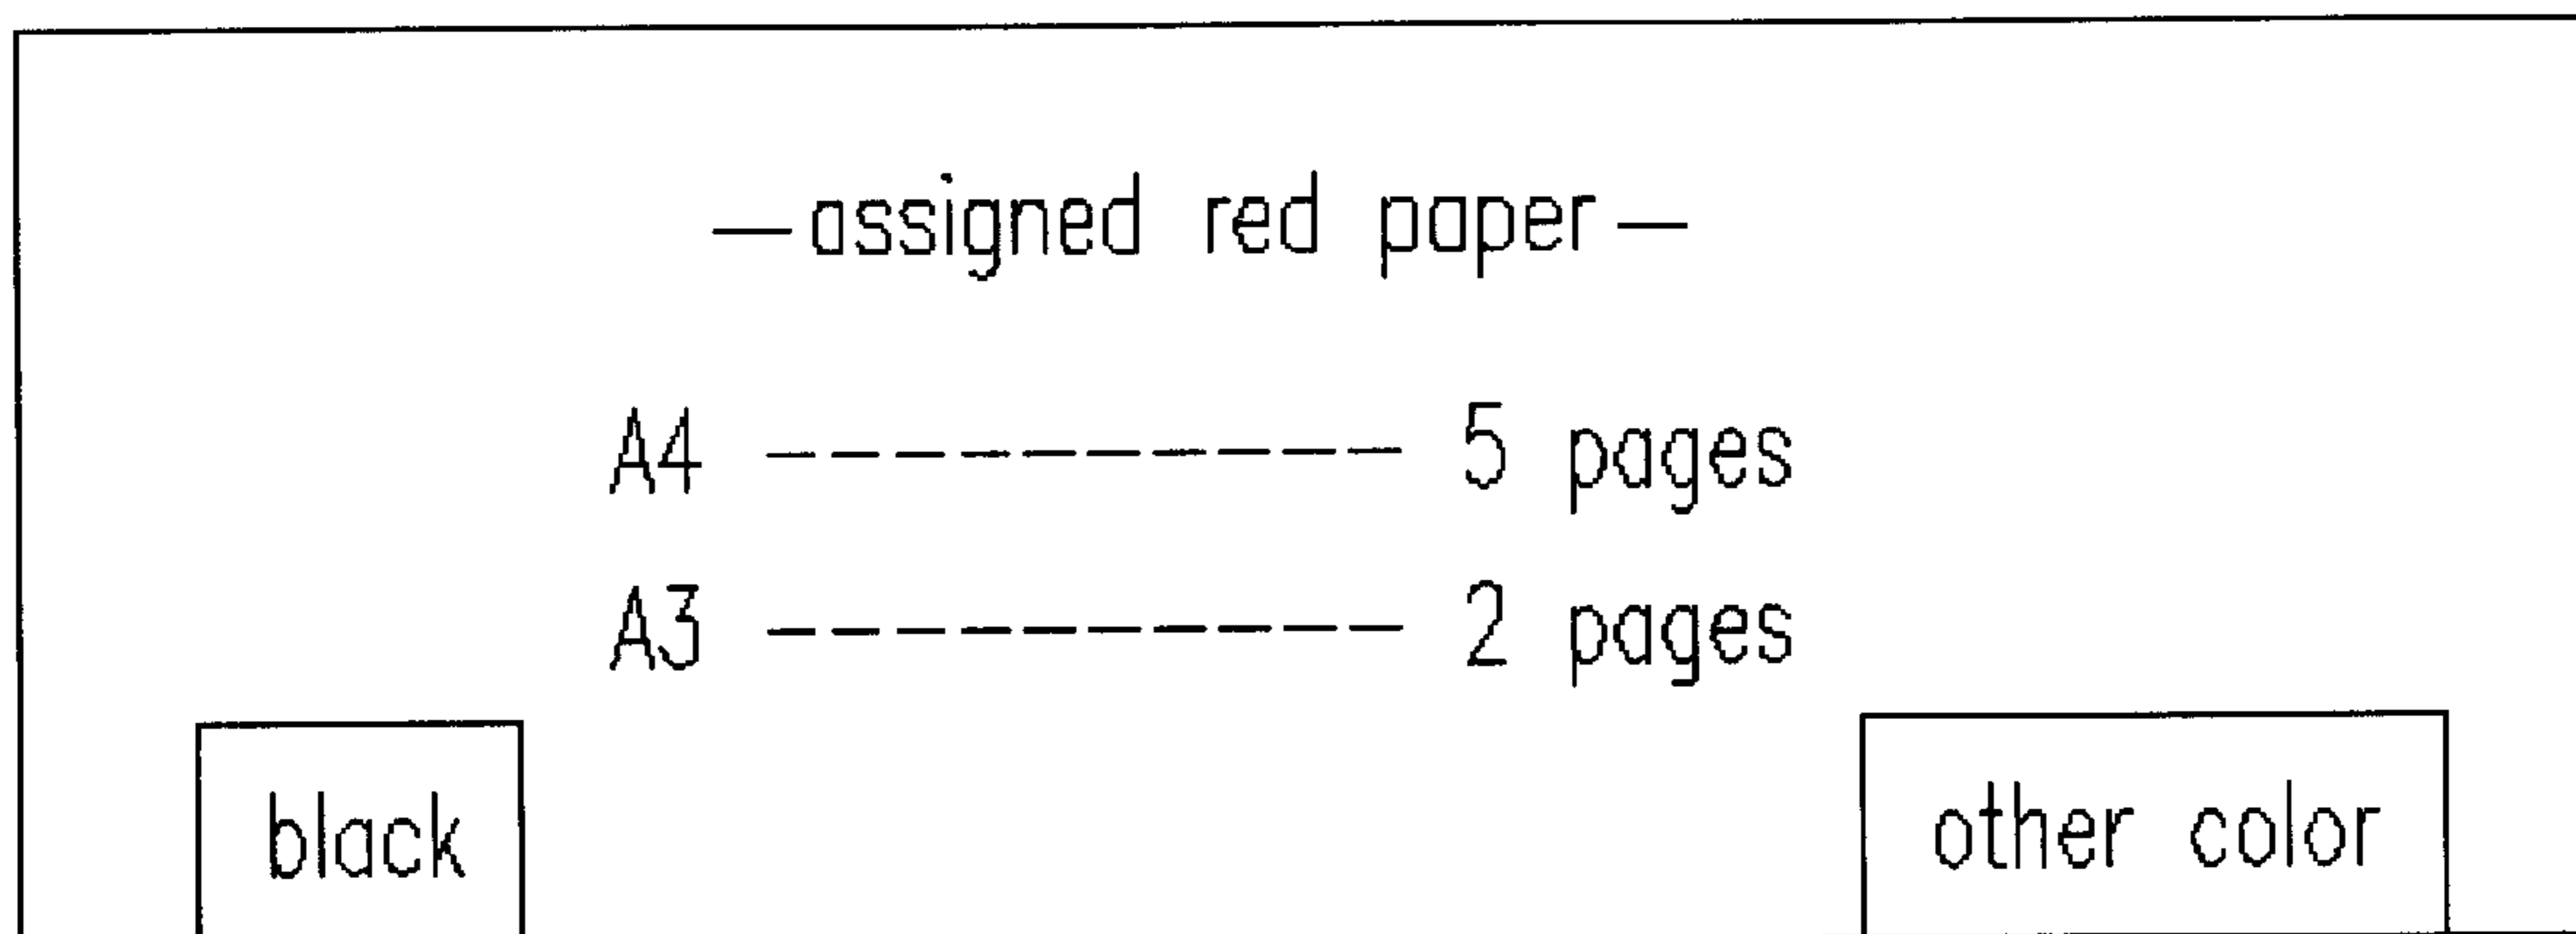 —assigned red paper—
A4 ---------- 5 pages
A3 ---------- 2 pages
black other color